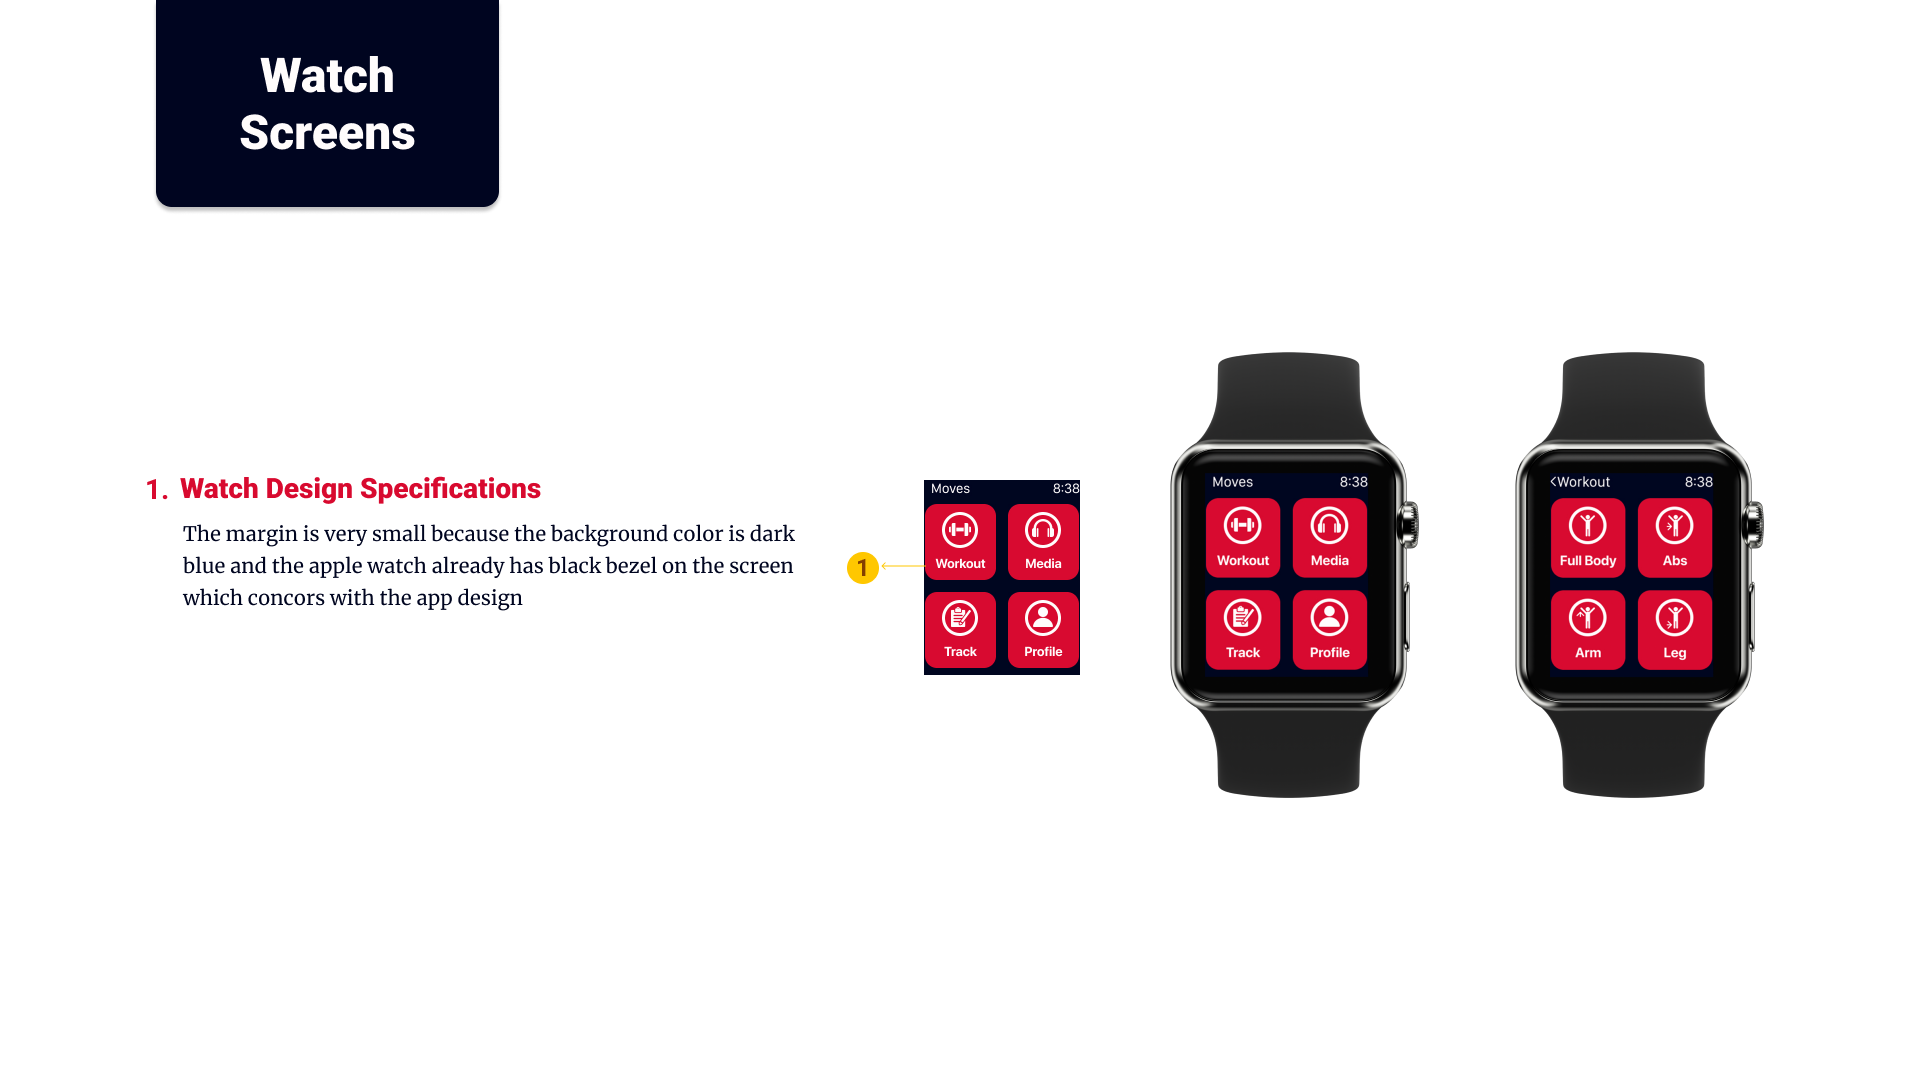 Watch
Screens
1. Watch Design Specifications
The margin is very small because the background color is dark
blue and the apple watch already has black bezel on the screen
which concors with the app design
1
Moves 8:38
Workout Media
Track Profile
Moves 8:38
Workout Media
Track Profile
<Workout 8:38
Full Body Abs
Arm Leg